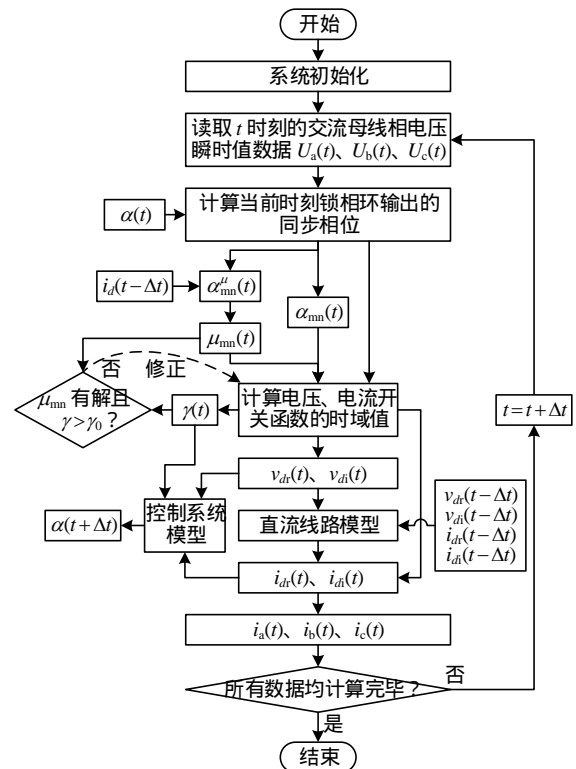 开始
系统初始化
读取 t 时刻的交流母线相电压
瞬时值数据 Ua(t)、Ub(t)、Uc(t)
计算当前时刻锁相环输出的
同步相位
α(t)
id(t−Δt)
αmn^μ(t)
αmn(t)
μmn(t)
否
修正
μmn 有解且
γ>γ0？
γ(t)
计算电压、电流开
关函数的时域值
t=t+Δt
vdr(t)、vdi(t)
α(t+Δt)
控制系统
模型
直流线路模型
vdr(t−Δt)
vdi(t−Δt)
idr(t−Δt)
idi(t−Δt)
idr(t)、idi(t)
ia(t)、ib(t)、ic(t)
所有数据均计算完毕？
否
是
结束